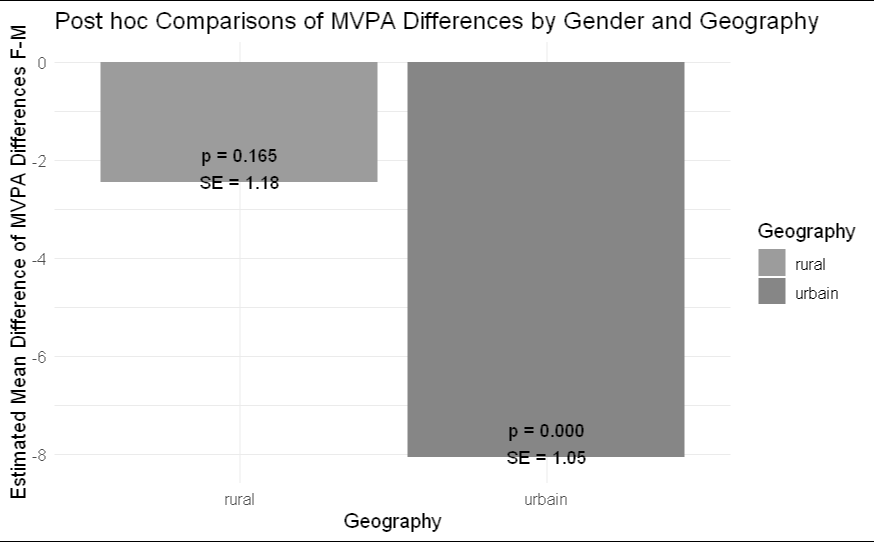 Post hoc Comparisons of MVPA Differences by Gender and Geography
Estimated Mean Difference of MVPA Differences F-M
0
-2
-4
-6
-8
p = 0.165
SE = 1.18
p = 0.000
SE = 1.05
rural
urbain
Geography
Geography
rural
urbain